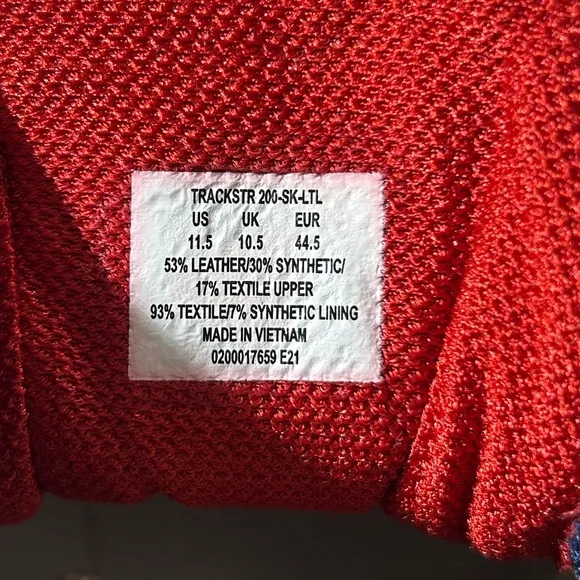 TRACKSTR 200-SK-LTL
US UK EUR
11.5 10.5 44.5
53% LEATHER/30% SYNTHETIC/
17% TEXTILE UPPER
93% TEXTILE/7% SYNTHETIC LINING
MADE IN VIETNAM
0200017659 E21